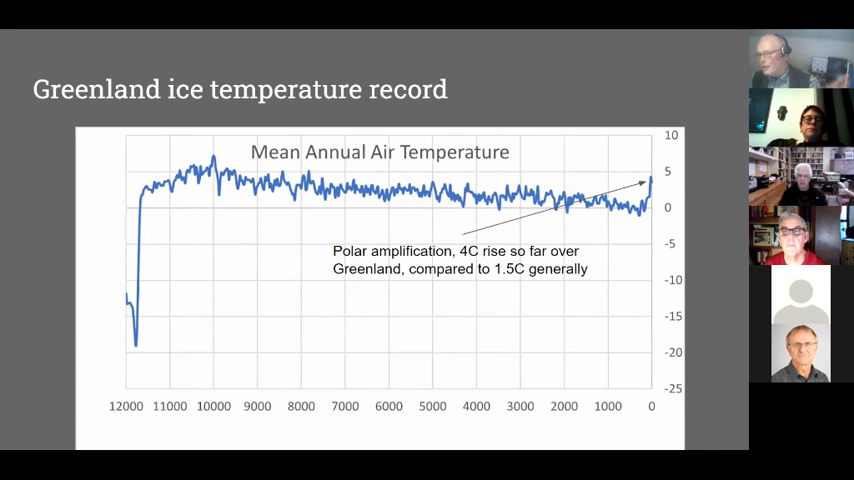 Greenland ice temperature record
Mean Annual Air Temperature
10
5
0
-5
-10
-15
-20
-25
Polar amplification, 4C rise so far over
Greenland, compared to 1.5C generally
12000 11000 10000 9000 8000 7000 6000 5000 4000 3000 2000 1000 0